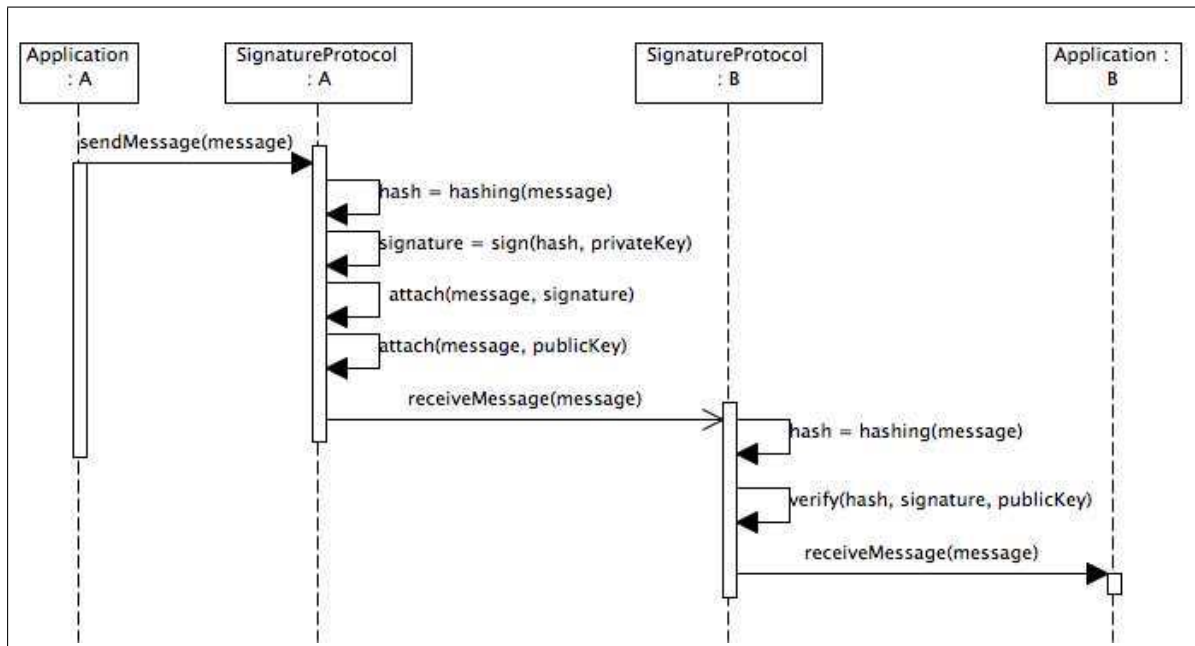 Application
: A
SignatureProtocol
: A
SignatureProtocol
: B
Application :
B
sendMessage(message)
hash = hashing(message)
signature = sign(hash, privateKey)
attach(message, signature)
attach(message, publicKey)
receiveMessage(message)
hash = hashing(message)
verify(hash, signature, publicKey)
receiveMessage(message)